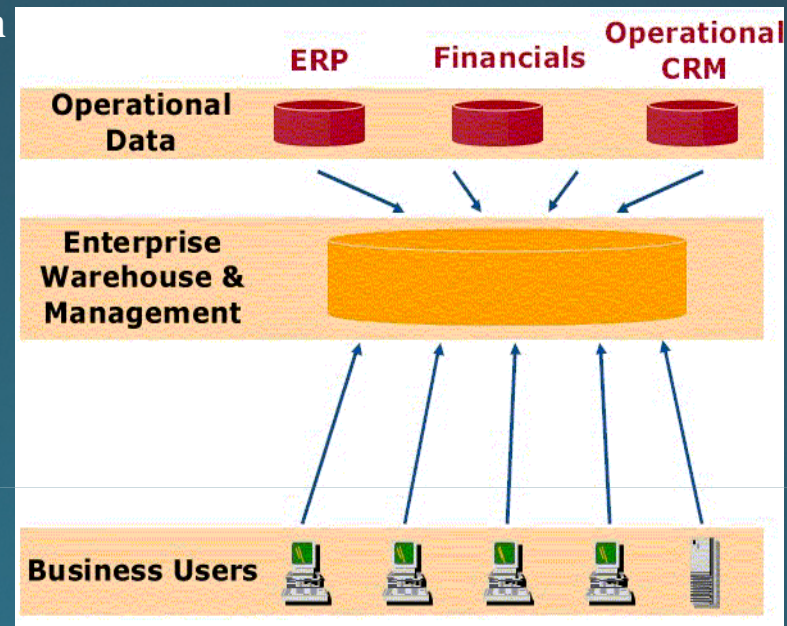 ERP
Financials
Operational
CRM
Operational
Data
Enterprise
Warehouse &
Management
Business Users